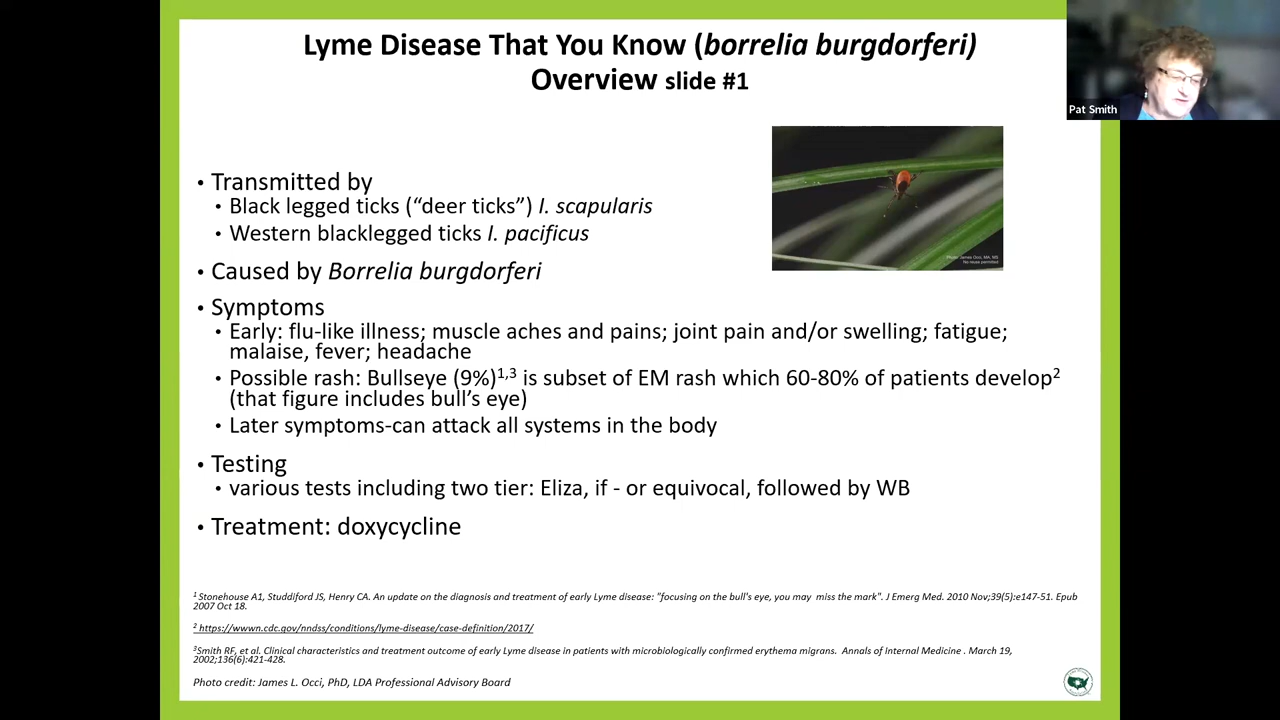 Lyme Disease That You Know (borrelia burgdorferi)
Overview slide #1
Pat Smith
• Transmitted by
• Black legged ticks (“deer ticks”) I. scapularis
• Western blacklegged ticks I. pacificus
• Caused by Borrelia burgdorferi
Photo: James Occi, MA, MS
No reuse permitted
• Symptoms
• Early: flu-like illness; muscle aches and pains; joint pain and/or swelling; fatigue;
malaise, fever; headache
• Possible rash: Bullseye (9%)1,3 is subset of EM rash which 60-80% of patients develop2
(that figure includes bull’s eye)
• Later symptoms-can attack all systems in the body
• Testing
• various tests including two tier: Eliza, if - or equivocal, followed by WB
• Treatment: doxycycline
1 Stonehouse A1, Studdiford JS, Henry CA. An update on the diagnosis and treatment of early Lyme disease: "focusing on the bull's eye, you may miss the mark". J Emerg Med. 2010 Nov;39(5):e147-51. Epub
2007 Oct 18.
2 https://wwwn.cdc.gov/nndss/conditions/lyme-disease/case-definition/2017/
3Smith RF, et al. Clinical characteristics and treatment outcome of early Lyme disease in patients with microbiologically confirmed erythema migrans. Annals of Internal Medicine . March 19,
2002;136(6):421-428.
Photo credit: James L. Occi, PhD, LDA Professional Advisory Board